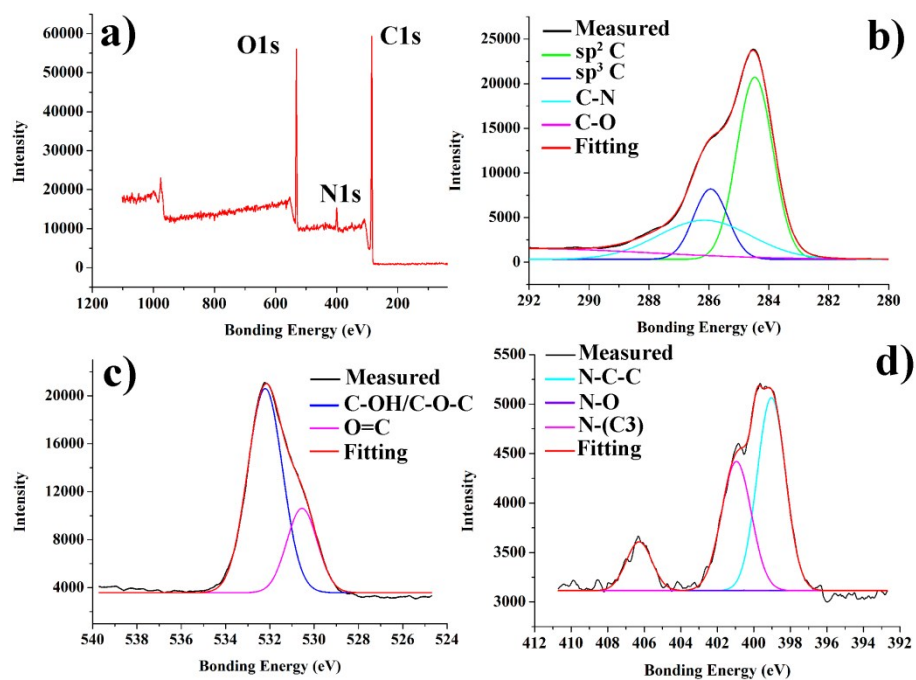 a)
O1s
C1s
N1s
60000
50000
40000
30000
20000
10000
0
Intensity
1200 1000 800 600 400 200
Bonding Energy (eV)
b)
Measured
sp² C
sp³ C
C-N
C-O
Fitting
25000
20000
15000
10000
5000
0
Intensity
292 290 288 286 284 282 280
Bonding Energy (eV)
c)
Measured
C-OH/C-O-C
O=C
Fitting
20000
16000
12000
8000
4000
Intensity
540 538 536 534 532 530 528 526 524
Bonding Energy (eV)
d)
Measured
N-C-C
N-O
N-(C3)
Fitting
5500
5000
4500
4000
3500
3000
Intensity
412 410 408 406 404 402 400 398 396 394 392
Bonding Energy (eV)